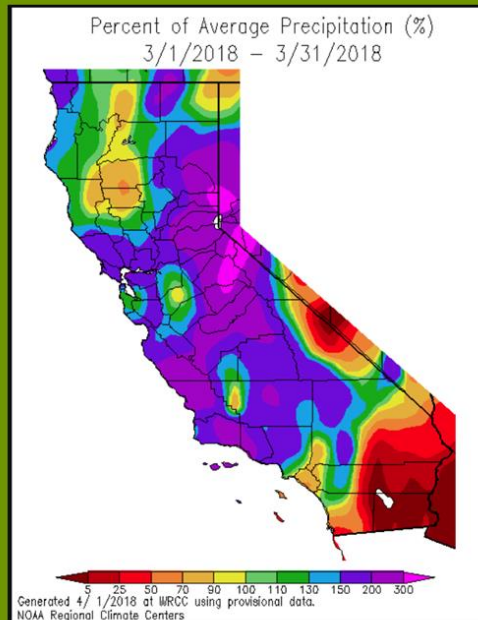 Percent of Average Precipitation (%)
3/1/2018 – 3/31/2018
5 25 50 70 90 100 110 130 150 200 300
Generated 4/ 1/2018 at WRCC using provisional data.
NOAA Regional Climate Centers